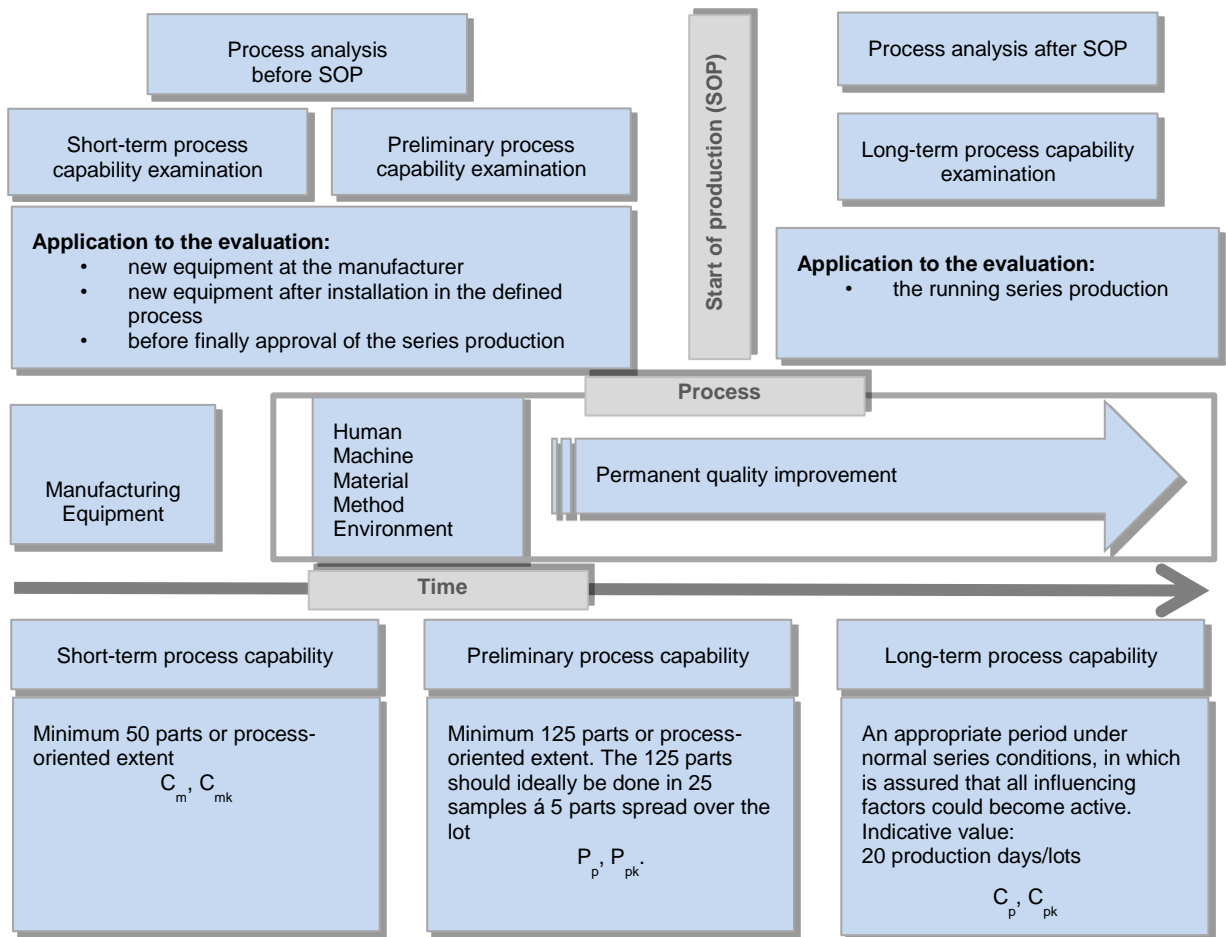 Process analysis
before SOP
Start of production (SOP)
Process analysis after SOP
Short-term process
capability examination
Preliminary process
capability examination
Long-term process capability
examination
Application to the evaluation:
• new equipment at the manufacturer
• new equipment after installation in the defined
process
• before finally approval of the series production
Application to the evaluation:
• the running series production
Process
Manufacturing
Equipment
Human
Machine
Material
Method
Environment
Permanent quality improvement
Time
Short-term process capability
Minimum 50 parts or process-
oriented extent
Cm, Cmk
Preliminary process capability
Minimum 125 parts or process-
oriented extent. The 125 parts
should ideally be done in 25
samples á 5 parts spread over the
lot
Pp, Ppk.
Long-term process capability
An appropriate period under
normal series conditions, in which
is assured that all influencing
factors could become active.
Indicative value:
20 production days/lots
Cp, Cpk